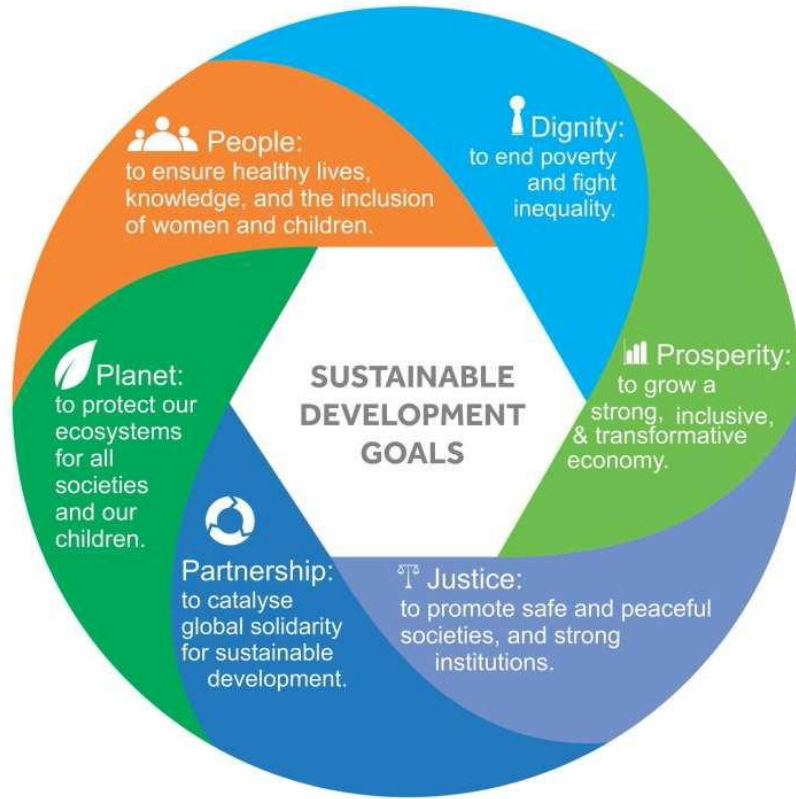 SUSTAINABLE
DEVELOPMENT
GOALS
Dignity:
to end poverty
and fight
inequality.
Prosperity:
to grow a
strong, inclusive,
& transformative
economy.
Justice:
to promote safe and peaceful
societies, and strong
institutions.
Partnership:
to catalyse
global solidarity
for sustainable
development.
Planet:
to protect our
ecosystems
for all
societies
and our
children.
People:
to ensure healthy lives,
knowledge, and the inclusion
of women and children.